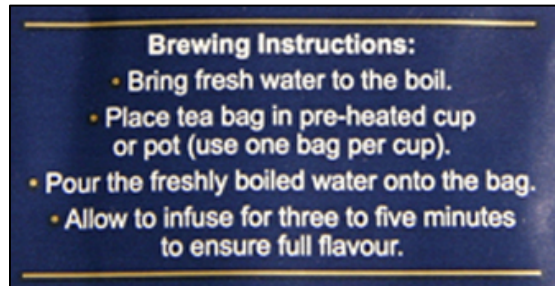 Brewing Instructions:
• Bring fresh water to the boil.
• Place tea bag in pre-heated cup
or pot (use one bag per cup).
• Pour the freshly boiled water onto the bag.
• Allow to infuse for three to five minutes
to ensure full flavour.